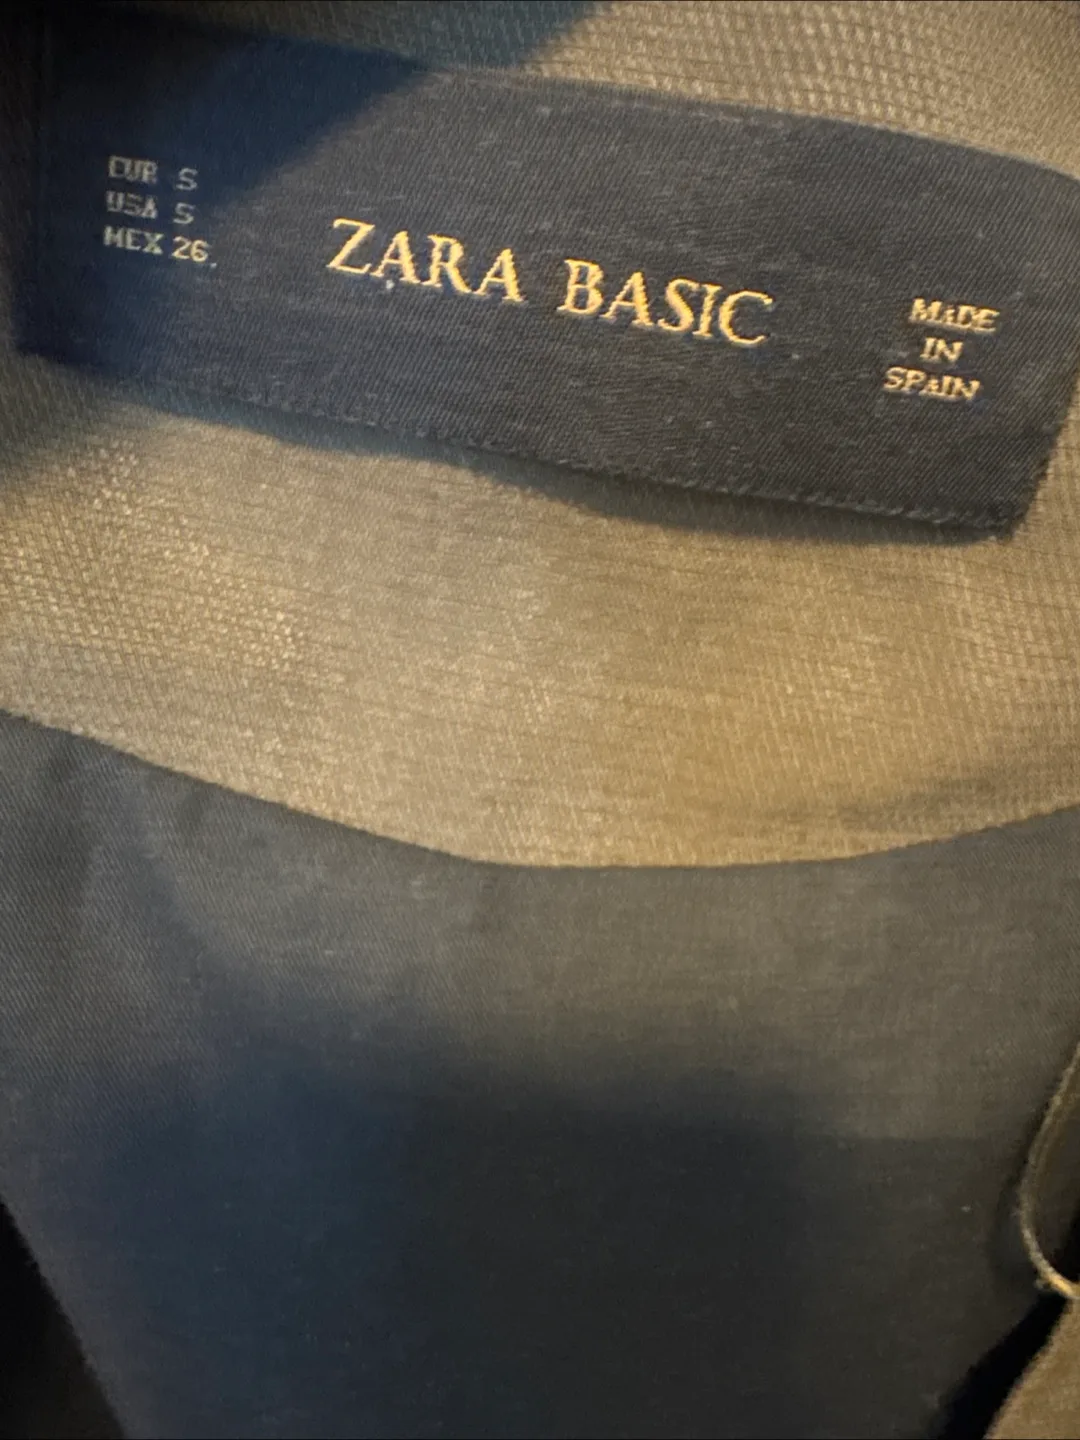 EUR S
USA S
MEX 26
ZARA BASIC
MADE
IN
SPAIN